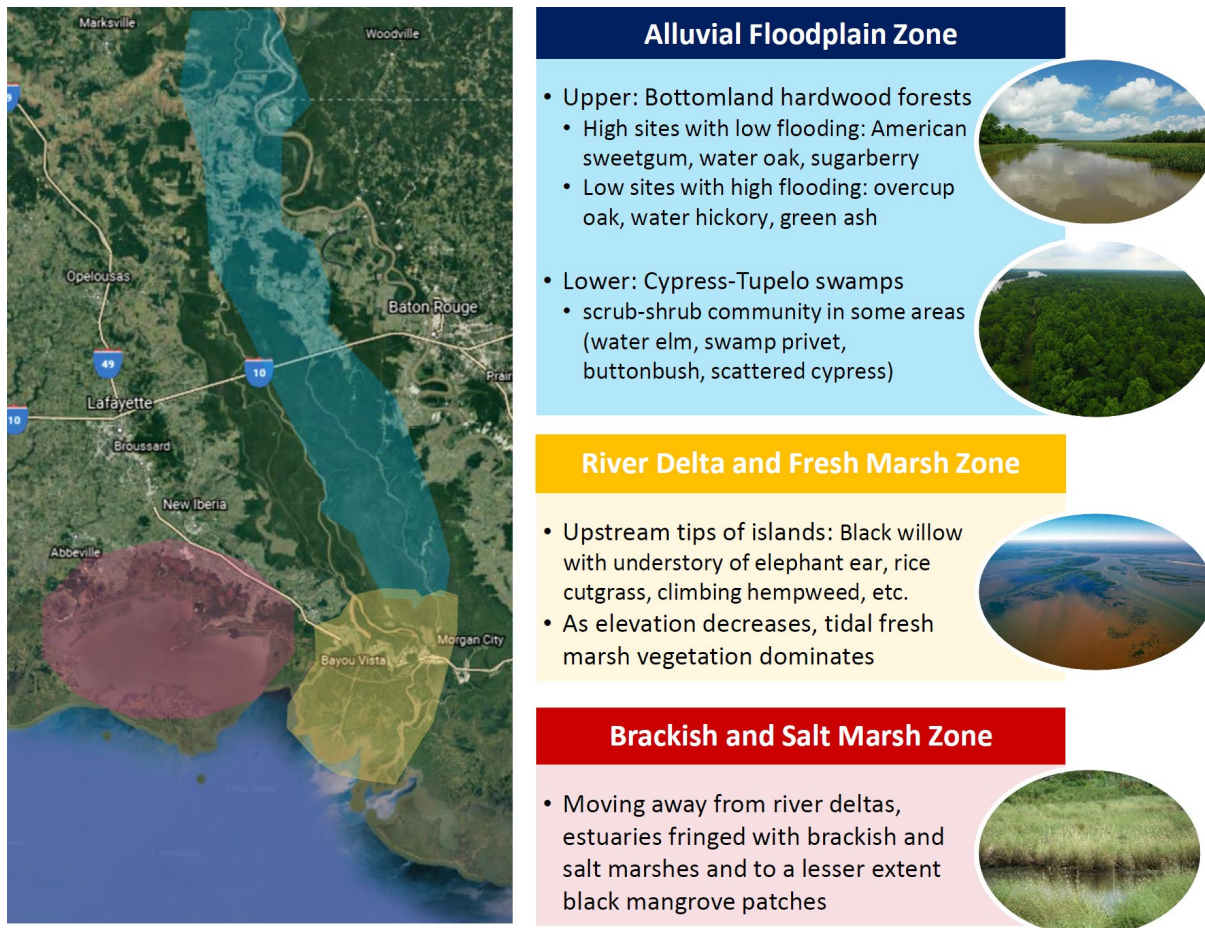 Marksville
Woodville
Opelousas
Baton Rouge
49
10
Prair
Lafayette
10
Broussard
New Iberia
Abbeville
Morgan City
Bayou Vista
Alluvial Floodplain Zone
• Upper: Bottomland hardwood forests
• High sites with low flooding: American
sweetgum, water oak, sugarberry
• Low sites with high flooding: overcup
oak, water hickory, green ash
• Lower: Cypress-Tupelo swamps
• scrub-shrub community in some areas
(water elm, swamp privet,
buttonbush, scattered cypress)
River Delta and Fresh Marsh Zone
• Upstream tips of islands: Black willow
with understory of elephant ear, rice
cutgrass, climbing hempweed, etc.
• As elevation decreases, tidal fresh
marsh vegetation dominates
Brackish and Salt Marsh Zone
• Moving away from river deltas,
estuaries fringed with brackish and
salt marshes and to a lesser extent
black mangrove patches